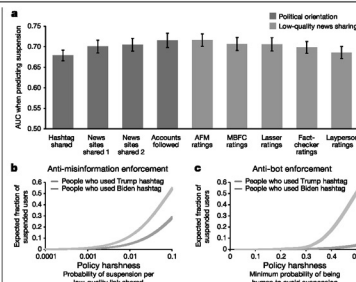 a
Political orientation
Low-quality news sharing
AUC when predicting suspension
0.75
0.70
0.65
0.60
0.55
0.50
Hashtag shared
News sites shared 1
News sites shared 2
Accounts followed
AFM ratings
MBFC ratings
Lasser ratings
Fact-checker ratings
Layperson ratings
b
Anti-misinformation enforcement
People who used Trump hashtag
People who used Biden hashtag
Expected fraction of suspended users
0.6
0.5
0.4
0.3
0.2
0.1
0
0.0001
0.001
0.01
0.1
Policy harshness
Probability of suspension per
c
Anti-bot enforcement
People who used Trump hashtag
People who used Biden hashtag
Expected fraction of suspended users
0.6
0.5
0.4
0.3
0.2
0.1
0
0
0.1
0.2
0.3
0.4
Policy harshness
Minimum probability of being